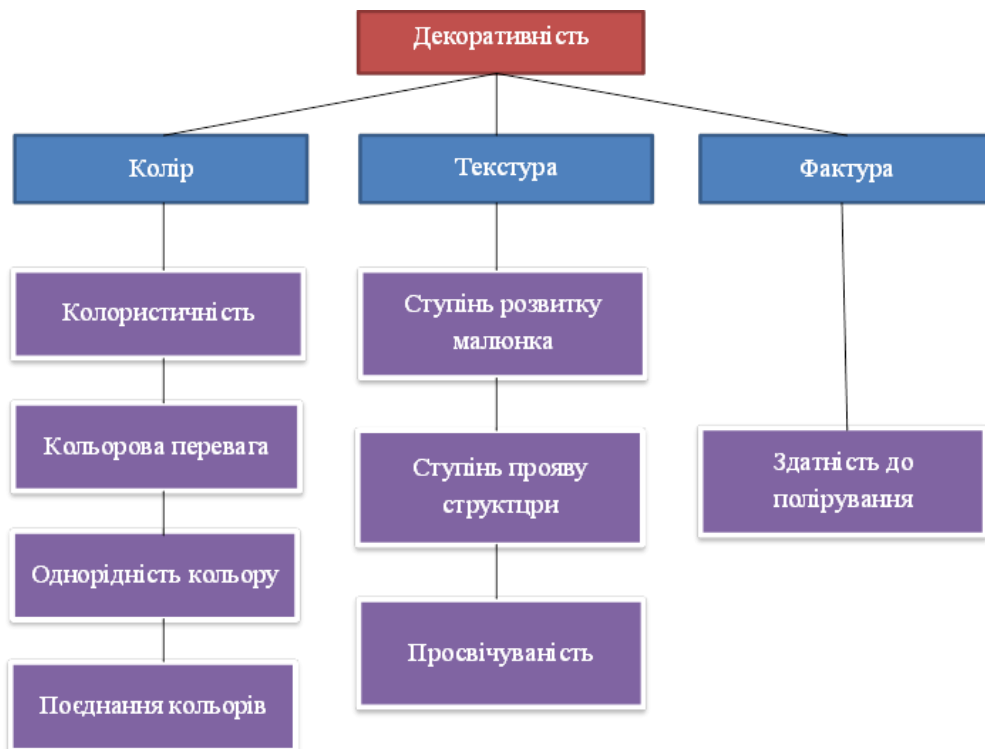 Декоративність
Колір
Текстура
Фактура
Колористичність
Ступінь розвитку
малюнка
Кольорова перевага
Ступінь прояву
структцри
Здатність до
полірування
Однорідність кольору
Просвічуваність
Поєднання кольорів